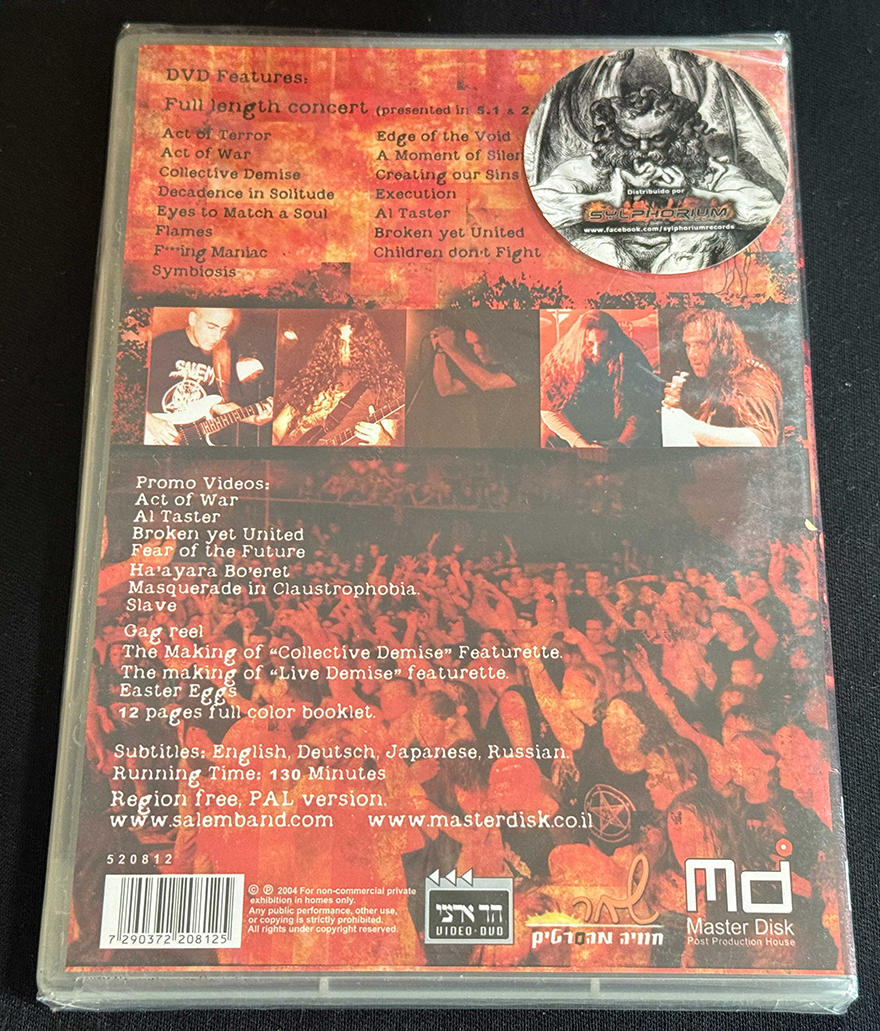 DVD Features:
Full length concert (presented in 5.1 & 2.
Act of Terror
Act of War
Collective Demise
Decadence in Solitude
Eyes to Match a Soul
Flames
F***ing Maniac
Symbiosis
Edge of the Void
A Moment of Silen
Creating our Sins
Execution
Al Taster
Broken yet United
Children don't Fight
Distribuido por
SYLPHORIUM
www.facebook.com/sylphoriumrecords
SALEM
Promo Videos:
Act of War
Al Taster
Broken yet United
Fear of the Future
Ha'ayara Bo'eret
Masquerade in Claustrophobia.
Slave
Gag reel
The Making of "Collective Demise" Featurette.
The making of "Live Demise" featurette.
Easter Eggs
12 pages full color booklet.
Subtitles: English, Deutsch, Japanese, Russian.
Running Time: 130 Minutes
Region free, PAL version.
www.salemband.com www.masterdisk.co.il
520812
7 290372 208125
© ℗ 2004 For non-commercial private
exhibition in homes only.
Any public performance, other use,
or copying is strictly prohibited.
All rights under copyright reserved.
הד ארצי
VIDEO·DVD
שחר
חוויה מהסרטים
Md
Master Disk
Post Production House